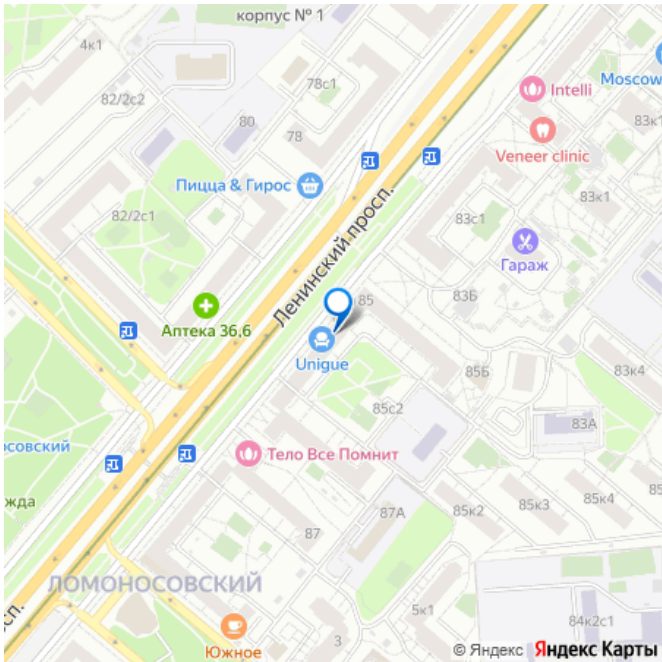 корпус № 1
4к1
78с1
Intelli
Moscow
82/2с2
80
78
83к1
Veneer clinic
Пицца & Гирос
83к1
82/2с1
Ленинский просп.
83с1
Гараж
85
83Б
Аптека 36,6
Unigue
85Б
83к4
85с2
83А
осовский
Тело Все Помнит
жда
85к4
85к3
87А
85к2
87
ЛОМОНОСОВСКИЙ
сп.
5к1
84к2с1
Южное
3
© Яндекс Яндекс Карты